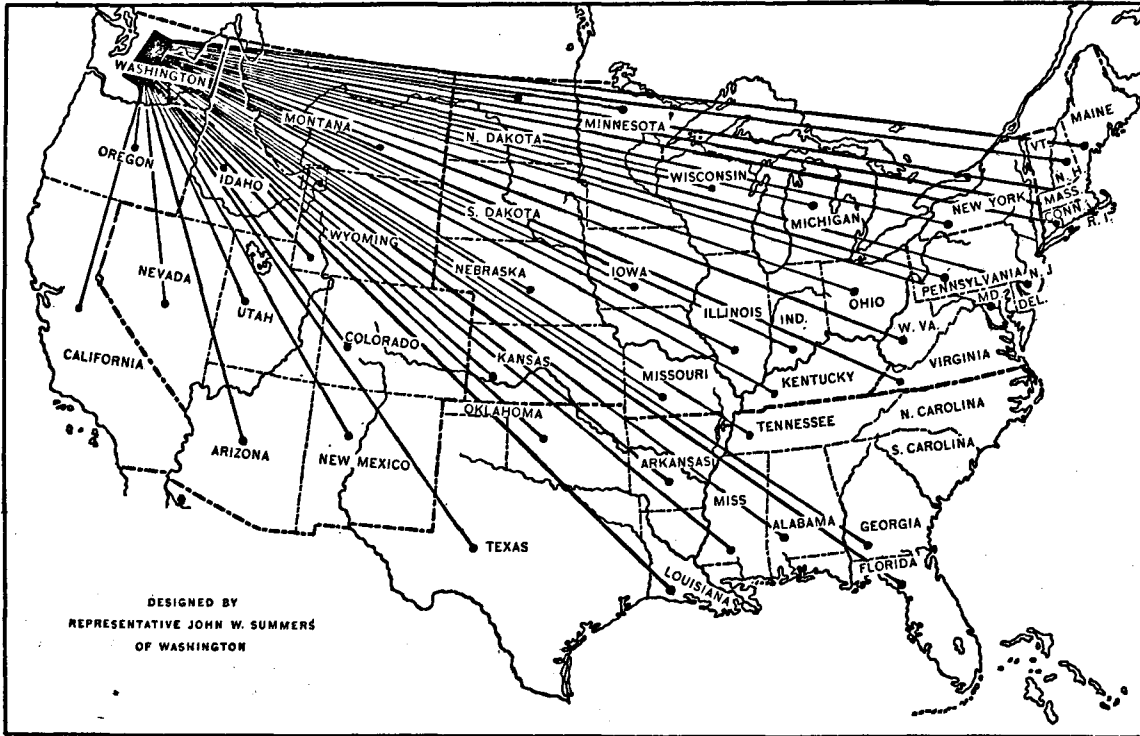 WASHINGTON
MAINE
MONTANA
N. DAKOTA
MINNESOTA
VT.
N. H
OREGON
IDAHO
WISCONSIN
MASS
S. DAKOTA
MICHIGAN
NEW YORK
CONN.
R. I.
WYOMING
NEVADA
NEBRASKA
IOWA
PENNSYLVANIA
N. J
UTAH
ILLINOIS
IND.
OHIO
MD.
DEL.
COLORADO
W. VA.
CALIFORNIA
KANSAS
MISSOURI
KENTUCKY
VIRGINIA
OKLAHOMA
TENNESSEE
N. CAROLINA
ARIZONA
NEW MEXICO
ARKANSAS
S. CAROLINA
MISS
ALABAMA
GEORGIA
TEXAS
LOUISIANA
FLORIDA
DESIGNED BY
REPRESENTATIVE JOHN W. SUMMERS
OF WASHINGTON